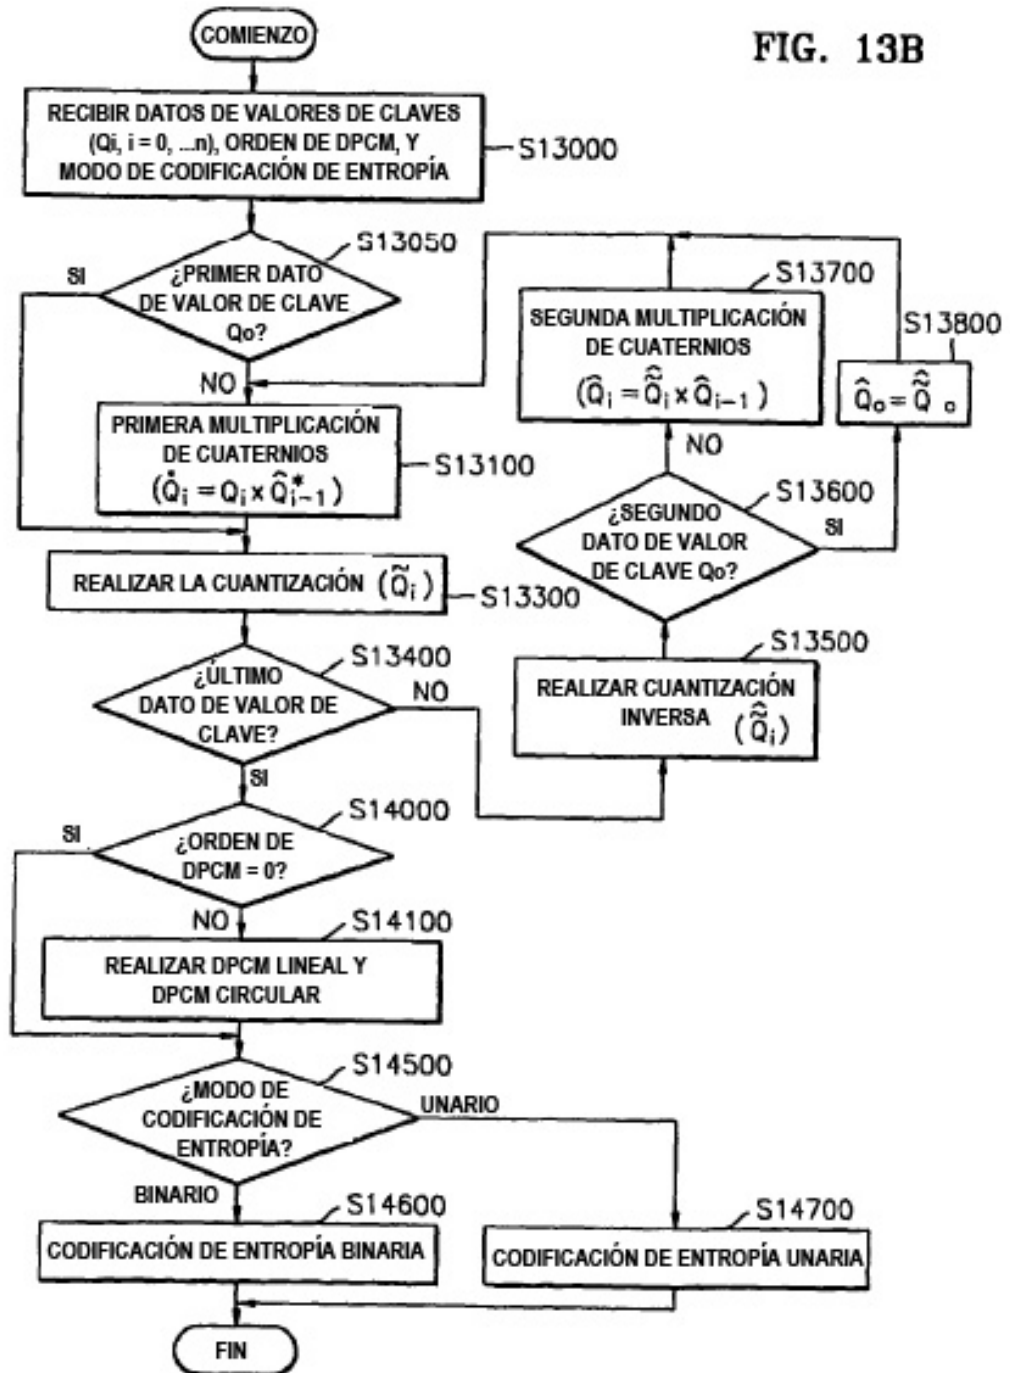 FIG. 13B
COMIENZO
RECIBIR DATOS DE VALORES DE CLAVES
(Qi, i = 0, ...n), ORDEN DE DPCM, Y
MODO DE CODIFICACIÓN DE ENTROPÍA
S13000
S13050
¿PRIMER DATO
DE VALOR DE CLAVE
Qo?
SI
NO
PRIMERA MULTIPLICACIÓN
DE CUATERNIOS
(Q̇i = Qi x Q̂*i-1)
S13100
REALIZAR LA CUANTIZACIÓN (Q̃i)
S13300
S13400
¿ÚLTIMO
DATO DE VALOR DE
CLAVE?
NO
SI
S13500
REALIZAR CUANTIZACIÓN
INVERSA (Q̃̂i)
S13600
¿SEGUNDO
DATO DE VALOR
DE CLAVE Qo?
NO
SI
S13700
SEGUNDA MULTIPLICACIÓN
DE CUATERNIOS
(Q̂i = Q̃̂i x Q̂i-1)
S13800
Q̂o = Q̃̂o
S14000
¿ORDEN DE
DPCM = 0?
SI
NO
S14100
REALIZAR DPCM LINEAL Y
DPCM CIRCULAR
S14500
¿MODO DE
CODIFICACIÓN DE
ENTROPÍA?
UNARIO
BINARIO
S14600
CODIFICACIÓN DE ENTROPÍA BINARIA
S14700
CODIFICACIÓN DE ENTROPÍA UNARIA
FIN